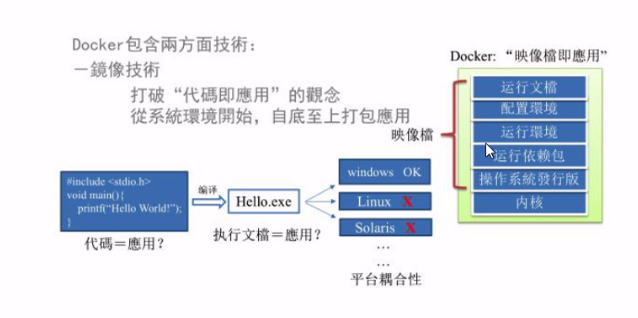 Docker包含兩方面技術：
－鏡像技術
打破“代碼即應用”的觀念
從系統環境開始，自底至上打包應用
Docker: “映像檔即應用”
运行文檔
配置環境
运行環境
运行依赖包
操作系統發行版
内核
映像檔
#include <stdio.h>
void main(){
printf("Hello World!");
}
代碼＝應用？
编译
Hello.exe
执行文檔＝應用？
windows OK
Linux X
Solaris X
…
…
平台耦合性